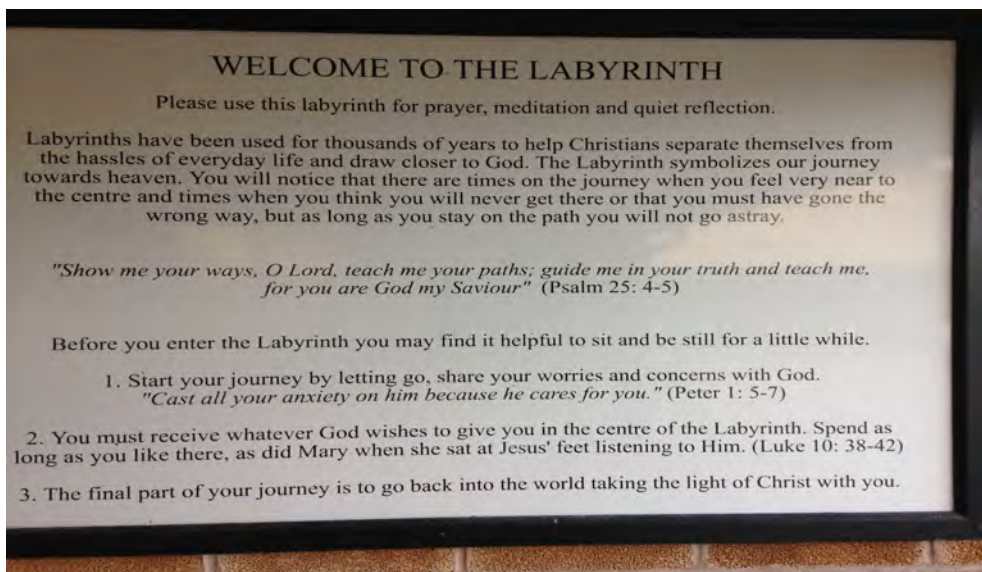 WELCOME TO THE LABYRINTH
Please use this labyrinth for prayer, meditation and quiet reflection.
Labyrinths have been used for thousands of years to help Christians separate themselves from
the hassles of everyday life and draw closer to God. The Labyrinth symbolizes our journey
towards heaven. You will notice that there are times on the journey when you feel very near to
the centre and times when you think you will never get there or that you must have gone the
wrong way, but as long as you stay on the path you will not go astray.
"Show me your ways, O Lord, teach me your paths; guide me in your truth and teach me,
for you are God my Saviour" (Psalm 25: 4-5)
Before you enter the Labyrinth you may find it helpful to sit and be still for a little while.
1. Start your journey by letting go, share your worries and concerns with God.
"Cast all your anxiety on him because he cares for you." (Peter 1: 5-7)
2. You must receive whatever God wishes to give you in the centre of the Labyrinth. Spend as
long as you like there, as did Mary when she sat at Jesus' feet listening to Him. (Luke 10: 38-42)
3. The final part of your journey is to go back into the world taking the light of Christ with you.